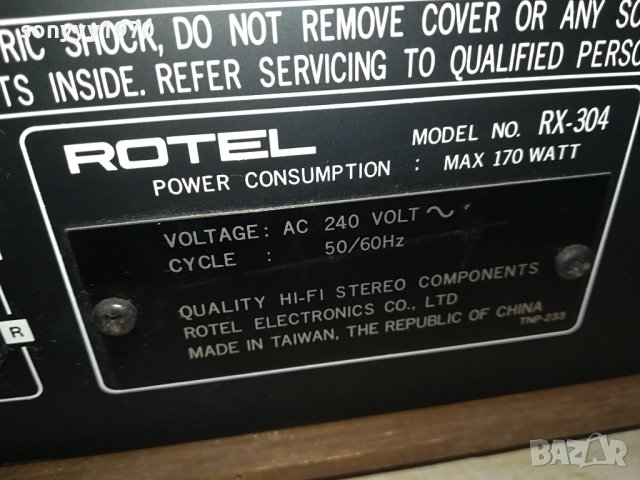 sonyyy1970
RIC SHOCK, DO NOT REMOVE COVER OR ANY SC
TS INSIDE. REFER SERVICING TO QUALIFIED PERSO
ROTEL MODEL NO. RX-304
POWER CONSUMPTION : MAX 170 WATT
VOLTAGE: AC 240 VOLT ~
CYCLE : 50/60Hz
QUALITY HI-FI STEREO COMPONENTS
ROTEL ELECTRONICS CO., LTD
MADE IN TAIWAN, THE REPUBLIC OF CHINA
TNP-233
R
BAZAR.bg